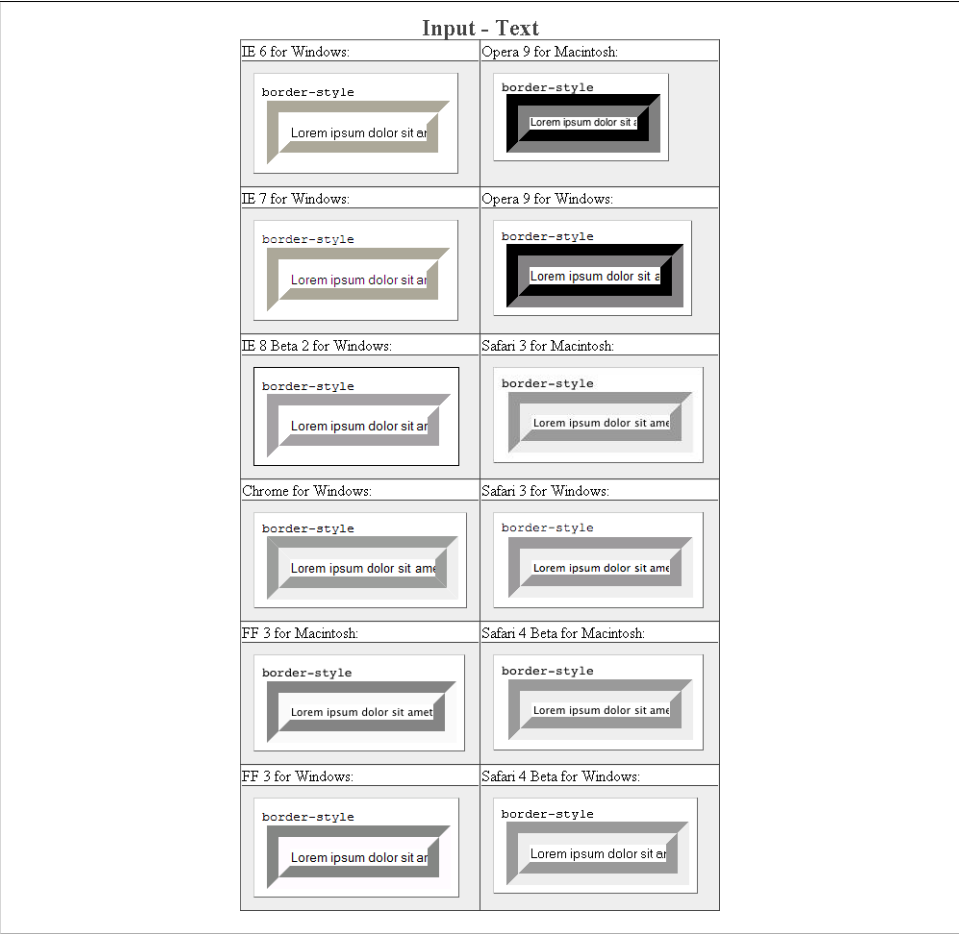 Input - Text
IE 6 for Windows:
border-style
Lorem ipsum dolor sit ar
Opera 9 for Macintosh:
border-style
Lorem ipsum dolor sit a
IE 7 for Windows:
border-style
Lorem ipsum dolor sit ar
Opera 9 for Windows:
border-style
Lorem ipsum dolor sit a
IE 8 Beta 2 for Windows:
border-style
Lorem ipsum dolor sit ar
Safari 3 for Macintosh:
border-style
Lorem ipsum dolor sit ame
Chrome for Windows:
border-style
Lorem ipsum dolor sit ame
Safari 3 for Windows:
border-style
Lorem ipsum dolor sit ame
FF 3 for Macintosh:
border-style
Lorem ipsum dolor sit amet
Safari 4 Beta for Macintosh:
border-style
Lorem ipsum dolor sit ame
FF 3 for Windows:
border-style
Lorem ipsum dolor sit ar
Safari 4 Beta for Windows:
border-style
Lorem ipsum dolor sit ar